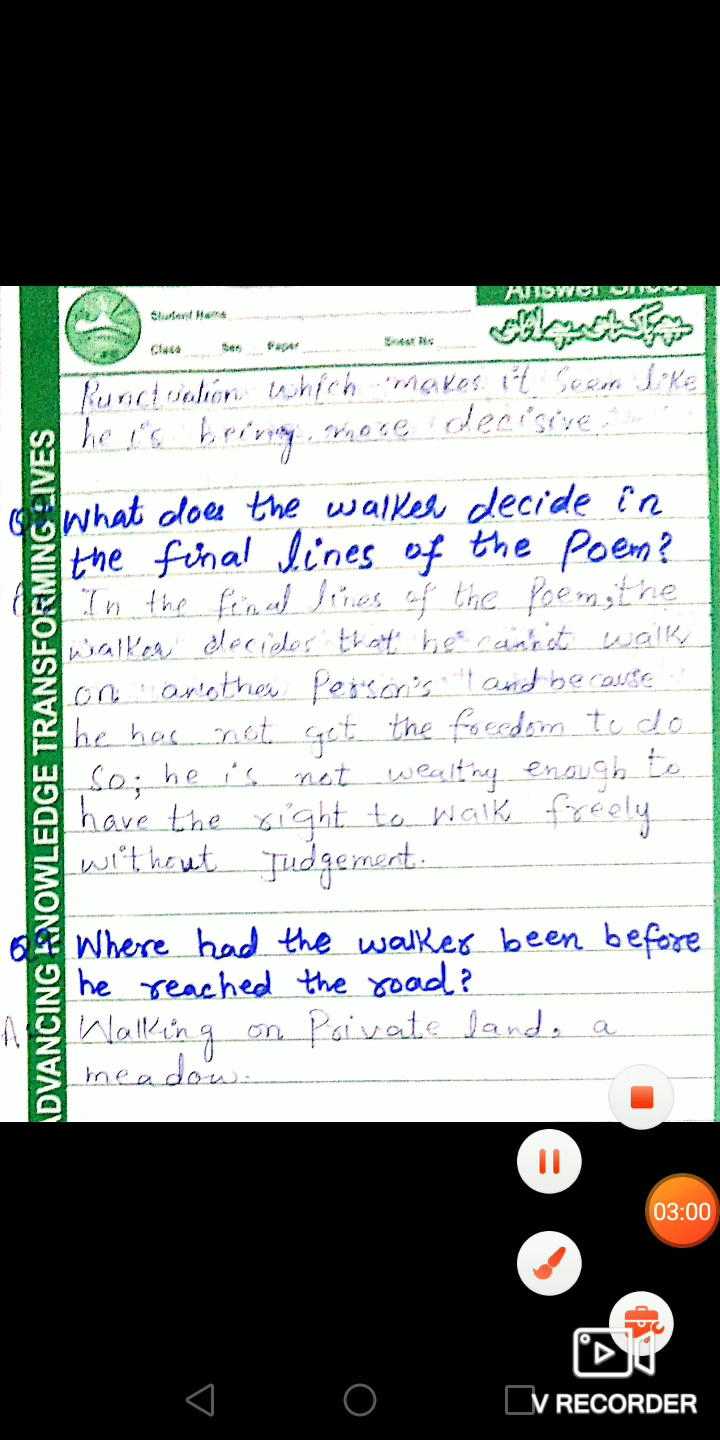 Answer Sheet
Student Name
Class Sec Paper Sheet No
Punctuation which makes it seem like
he is being more decisive.
What does the walker decide in
the final lines of the Poem?
In the final lines of the Poem, the
walker decides that he cannot walk
on another Person's land because
he has not got the freedom to do
So; he is not wealthy enough to
have the right to walk freely
without Judgement.
Where had the walker been before
he reached the road?
A Walking on Private land, a
meadow.
ADVANCING KNOWLEDGE TRANSFORMING LIVES
03:00
V RECORDER